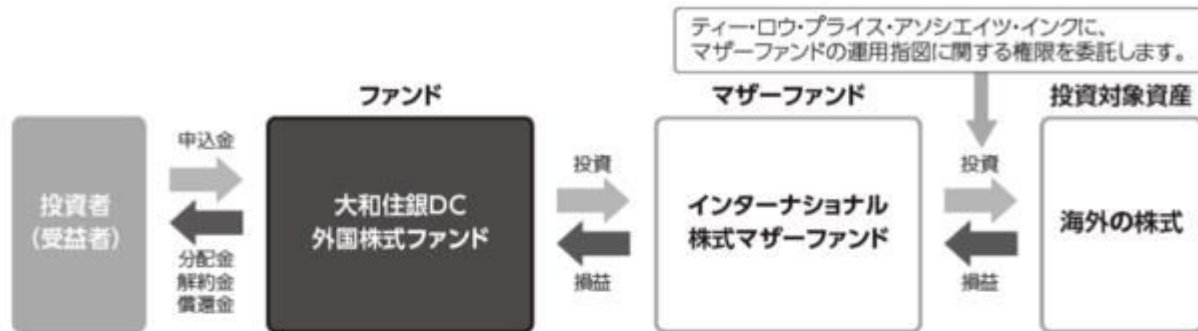 ティー・ロウ・プライス・アソシエイツ・インクに、
マザーファンドの運用指図に関する権限を委託します。
ファンド
マザーファンド
投資対象資産
投資者
（受益者）
申込金
分配金
解約金
償還金
大和住銀DC
外国株式ファンド
投資
損益
インターナショナル
株式マザーファンド
投資
損益
海外の株式